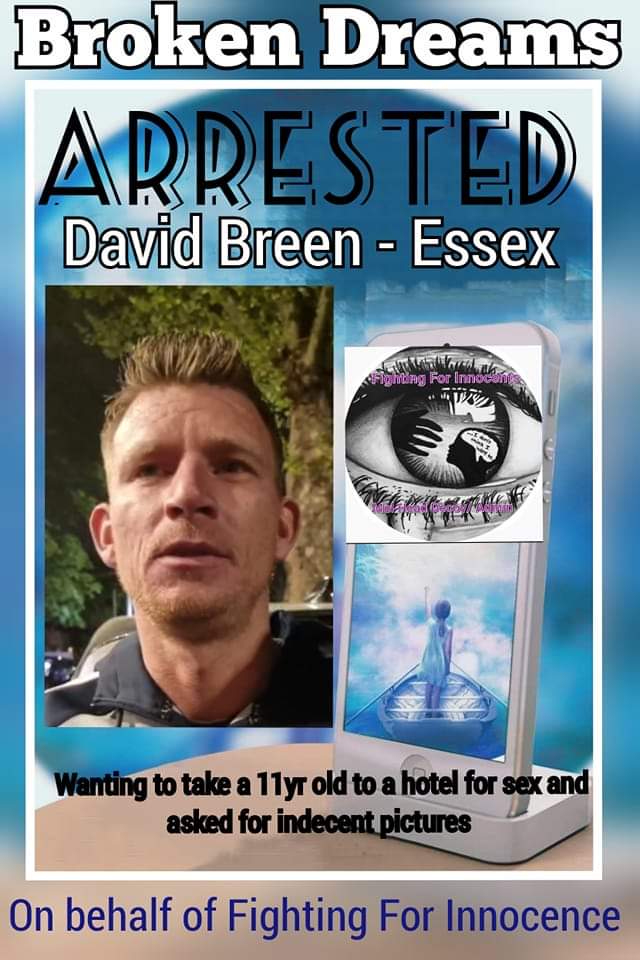 Broken Dreams
ARRESTED
David Breen - Essex
Fighting For Innocence
Wanting to take a 11yr old to a hotel for sex and
asked for indecent pictures
On behalf of Fighting For Innocence